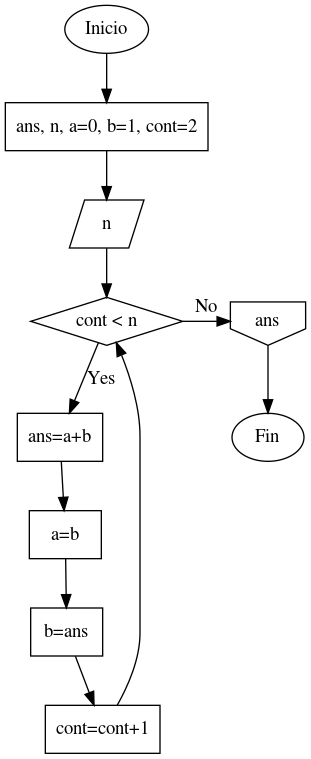 Inicio
ans, n, a=0, b=1, cont=2
n
cont < n
No
ans
Yes
ans=a+b
Fin
a=b
b=ans
cont=cont+1